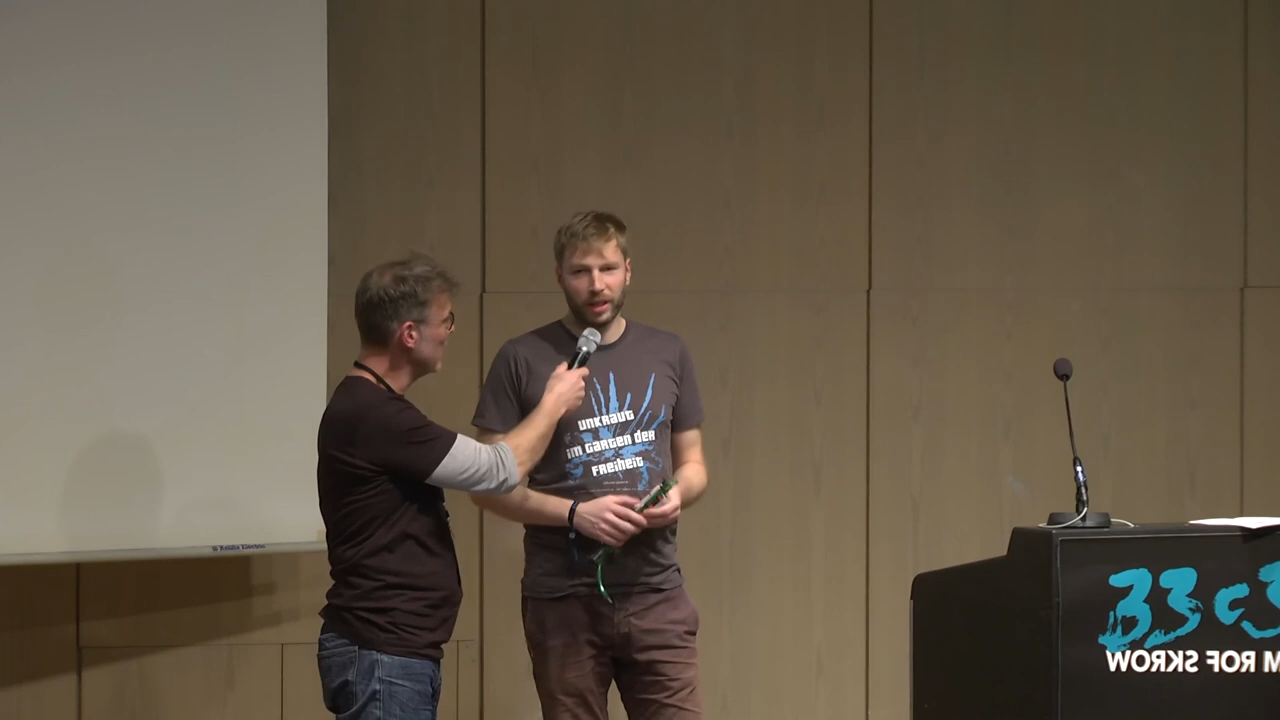 UNKRAUT
IM GARTEN DER
FREIHEIT
33c3
WORKS FOR M